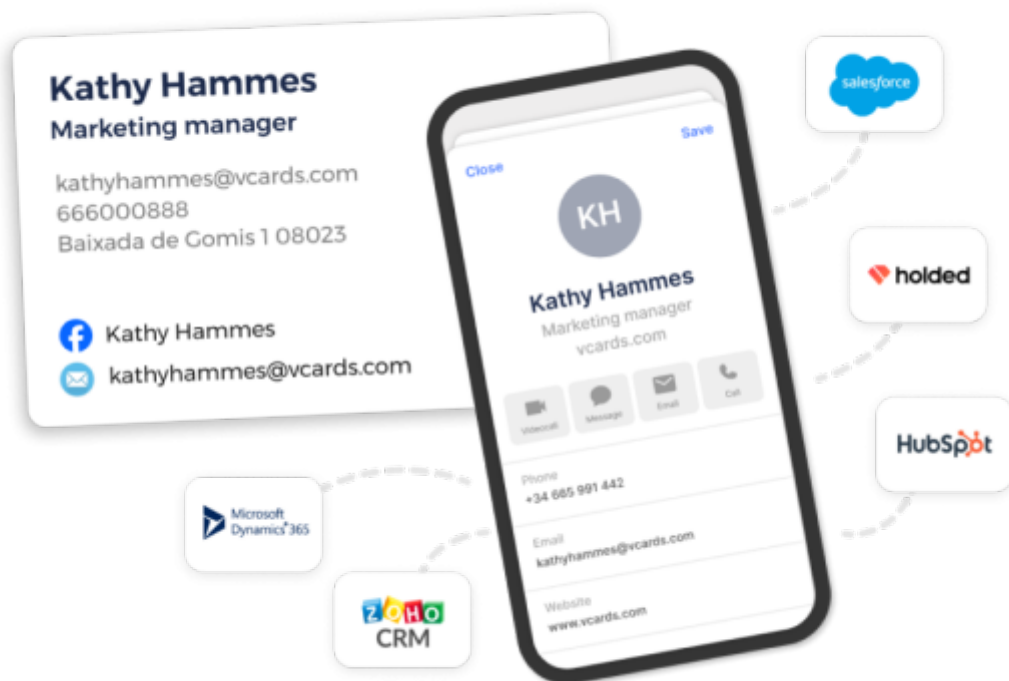 Kathy Hammes
Marketing manager
kathyhammes@vcards.com
666000888
Baixada de Gomis 1 08023
Kathy Hammes
kathyhammes@vcards.com
Close
Save
KH
Kathy Hammes
Marketing manager
vcards.com
Videocall
Message
Email
Call
Phone
+34 665 991 442
Email
kathyhammes@vcards.com
Website
www.vcards.com
salesforce
holded
HubSpot
Microsoft
Dynamics 365
ZOHO
CRM